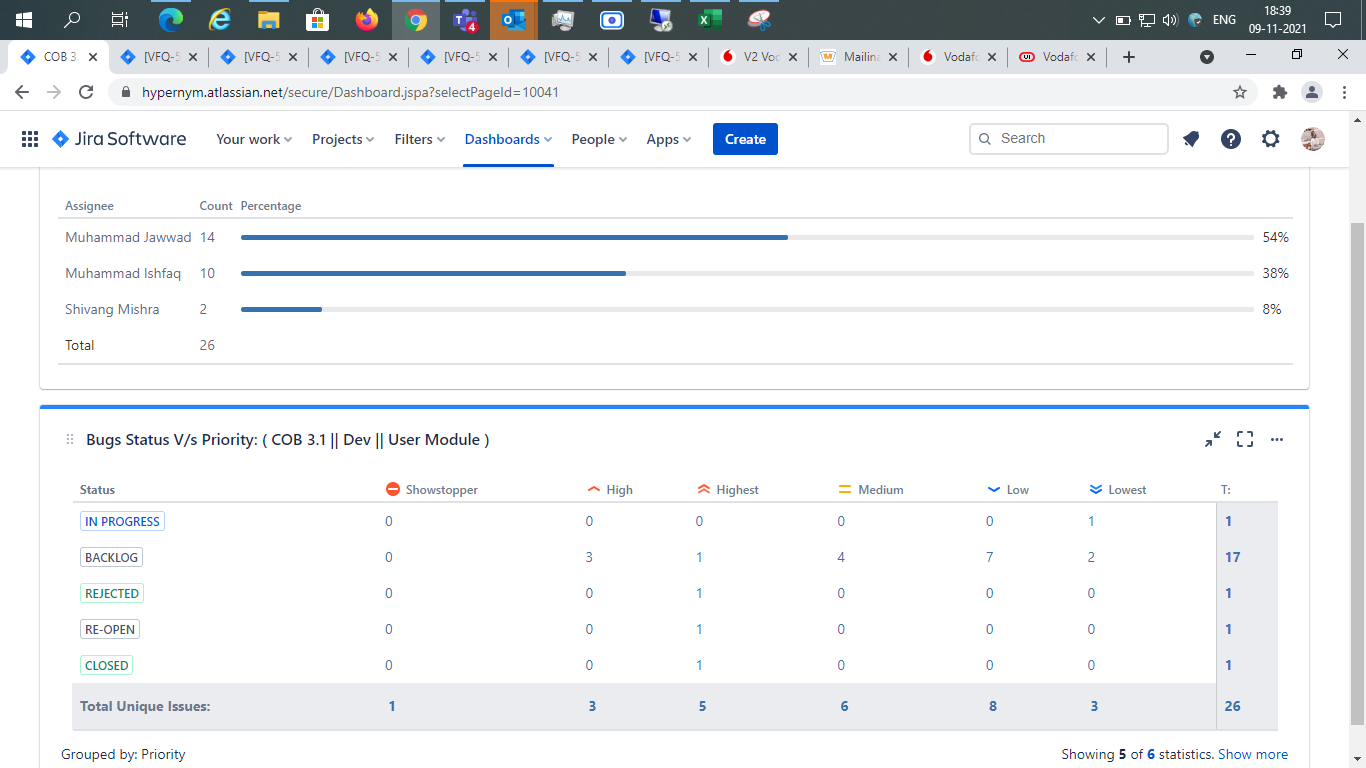 18:39
ENG
09-11-2021
4
COB 3.
[VFQ-5
[VFQ-5
[VFQ-5
[VFQ-5
[VFQ-5
[VFQ-5
V2 Voc
Mailina
Vodafo
Vodafo
hypernym.atlassian.net/secure/Dashboard.jspa?selectPageId=10041
Jira Software Your work Projects Filters Dashboards People Apps Create Search
Assignee Count Percentage
Muhammad Jawwad 14 54%
Muhammad Ishfaq 10 38%
Shivang Mishra 2 8%
Total 26
Bugs Status V/s Priority: ( COB 3.1 || Dev || User Module )
Status Showstopper High Highest Medium Low Lowest T:
IN PROGRESS 0 0 0 0 0 1 1
BACKLOG 0 3 1 4 7 2 17
REJECTED 0 0 1 0 0 0 1
RE-OPEN 0 0 1 0 0 0 1
CLOSED 0 0 1 0 0 0 1
Total Unique Issues: 1 3 5 6 8 3 26
Grouped by: Priority Showing 5 of 6 statistics. Show more